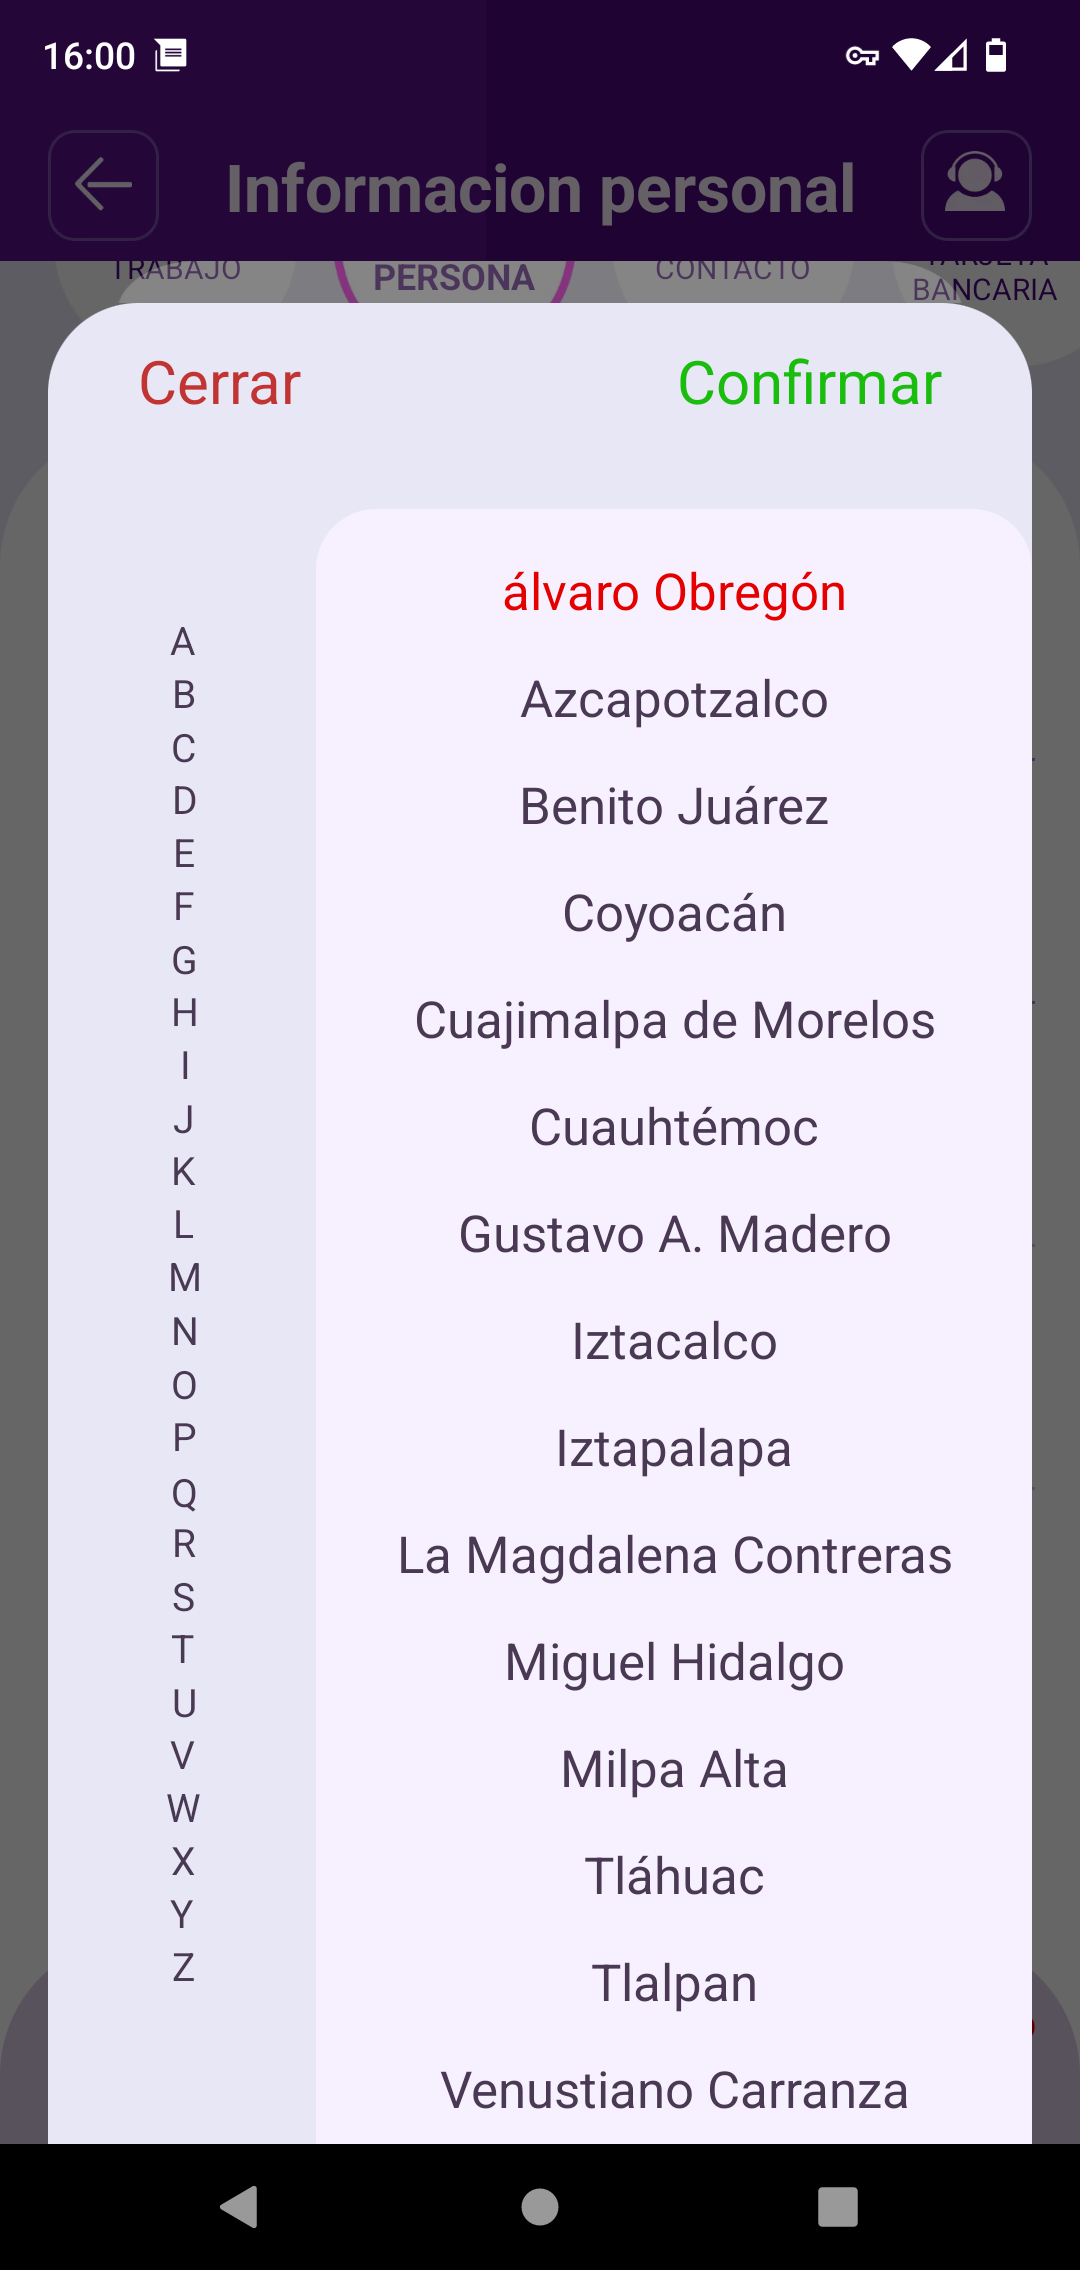 16:00
Informacion personal
TRABAJO
PERSONA
CONTACTO
TARJETA
BANCARIA
Cerrar
Confirmar
A
B
C
D
E
F
G
H
I
J
K
L
M
N
O
P
Q
R
S
T
U
V
W
X
Y
Z
álvaro Obregón
Azcapotzalco
Benito Juárez
Coyoacán
Cuajimalpa de Morelos
Cuauhtémoc
Gustavo A. Madero
Iztacalco
Iztapalapa
La Magdalena Contreras
Miguel Hidalgo
Milpa Alta
Tláhuac
Tlalpan
Venustiano Carranza